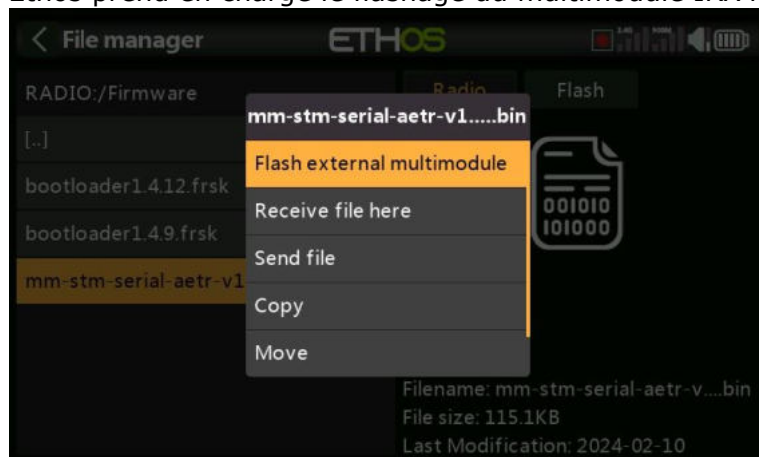 Ethos prend en charge le flashage du multimodule
File manager
ETHOS
RADIO:/Firmware
Radio
Flash
[..]
bootloader1.4.12.frsk
bootloader1.4.9.frsk
mm-stm-serial-aetr-v1
mm-stm-serial-aetr-v1.....bin
Flash external multimodule
Receive file here
Send file
Copy
Move
001010
101000
Filename: mm-stm-serial-aetr-v....bin
File size: 115.1KB
Last Modification: 2024-02-10